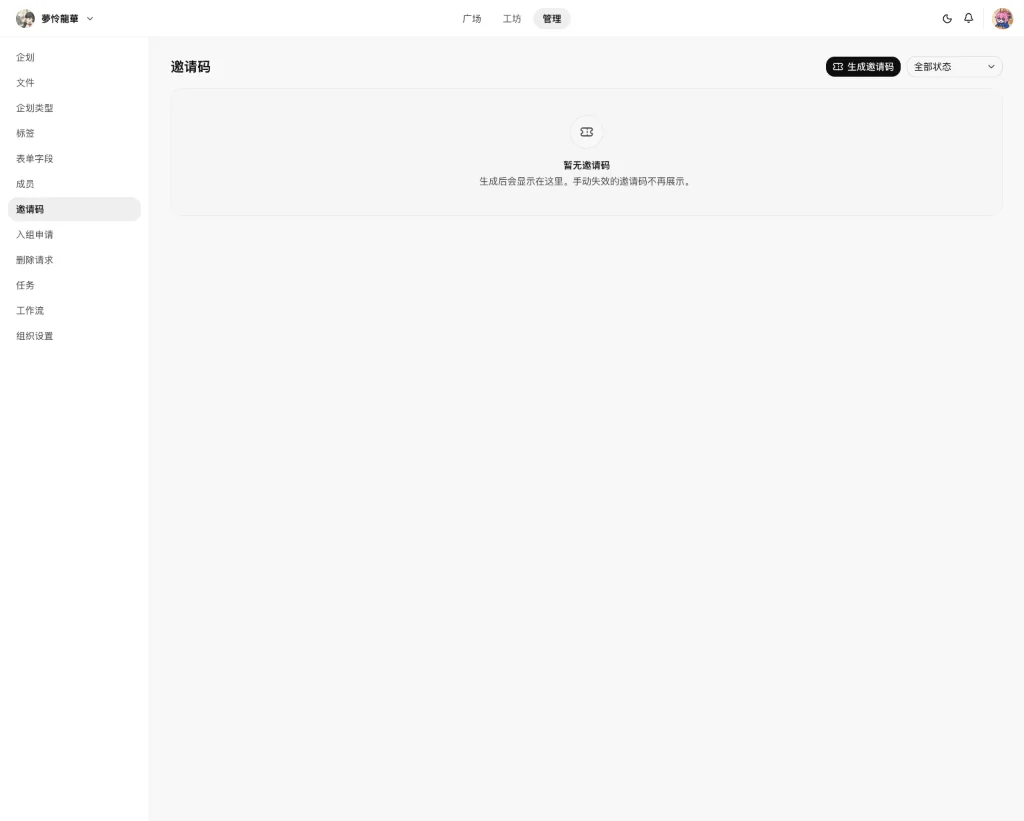 夢怜龍華
广场
工坊
管理
企划
文件
企划类型
标签
表单字段
成员
邀请码
入组申请
删除请求
任务
工作流
组织设置
邀请码
生成邀请码
全部状态
暂无邀请码
生成后会显示在这里。手动失效的邀请码不再展示。